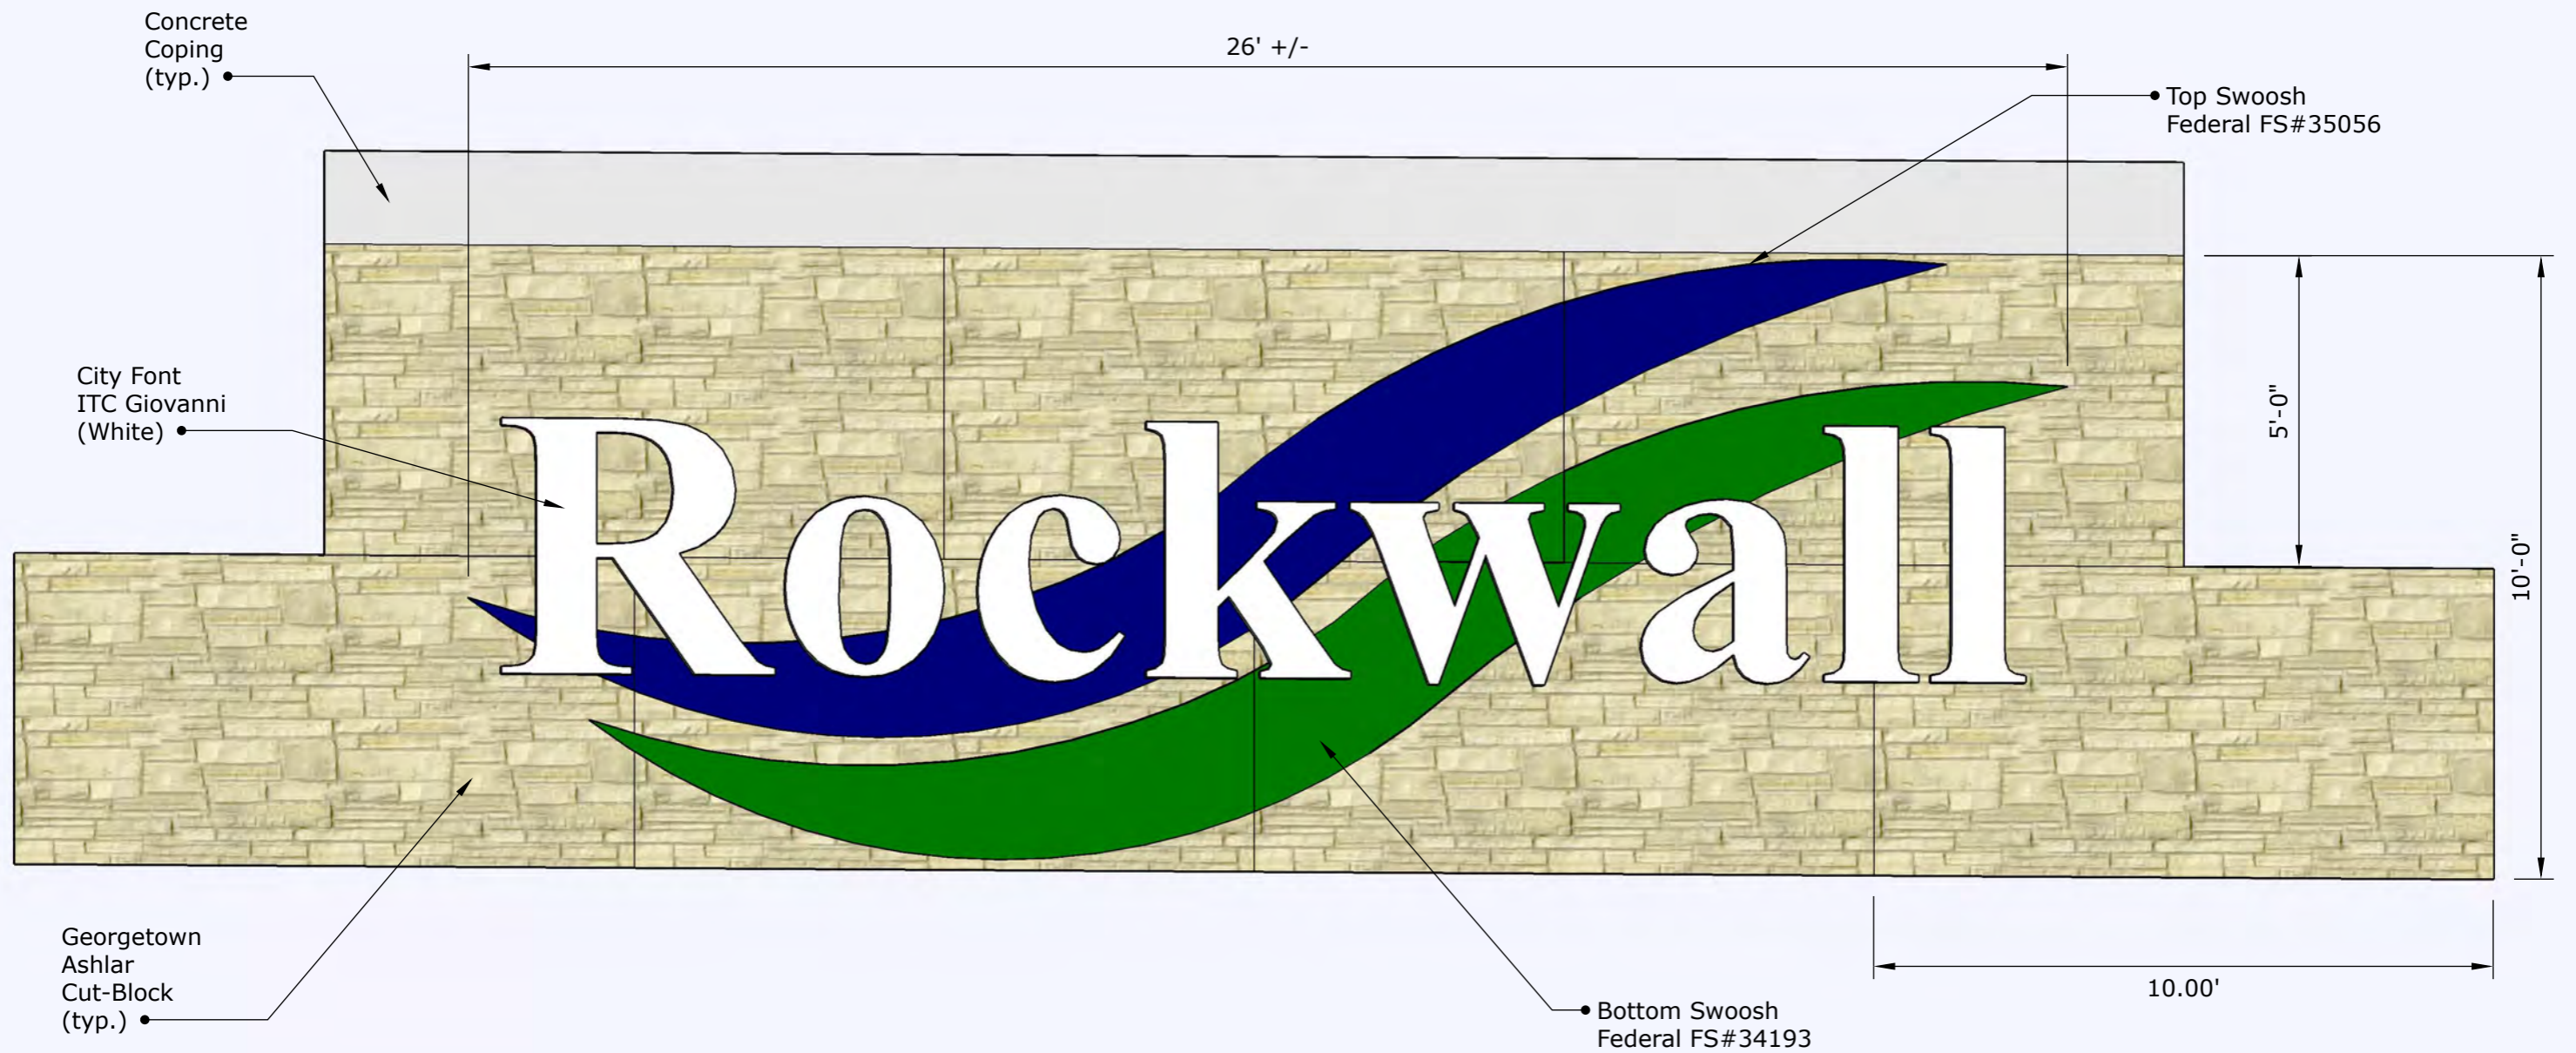 Concrete
Coping
(typ.)
26' +/-
Top Swoosh
Federal FS#35056
City Font
ITC Giovanni
(White)
Rockwall
5'-0"
10'-0"
Georgetown
Ashlar
Cut-Block
(typ.)
10.00'
Bottom Swoosh
Federal FS#34193